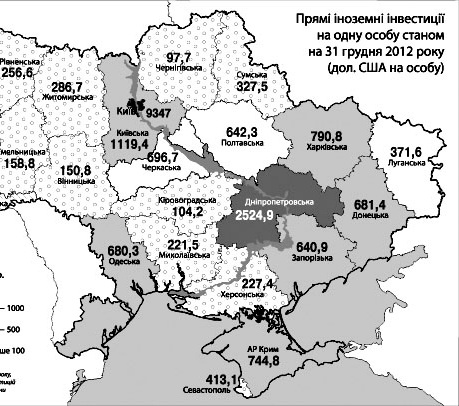 Прямі іноземні інвестиції
на одну особу станом
на 31 грудня 2012 року
(дол. США на особу)
Рівненська
256,6
286,7
Житомирська
97,7
Чернігівська
Сумська
327,5
Київ
9347
Київська
1119,4
642,3
Полтавська
790,8
Харківська
371,6
Луганська
158,8
150,8
Вінницька
696,7
Черкаська
Кіровоградська
104,2
Дніпропетровська
2524,9
681,4
Донецька
680,3
Одеська
221,5
Миколаївська
640,9
Запорізька
227,4
Херсонська
АР Крим
744,8
413,1
Севастополь
1000
500
100